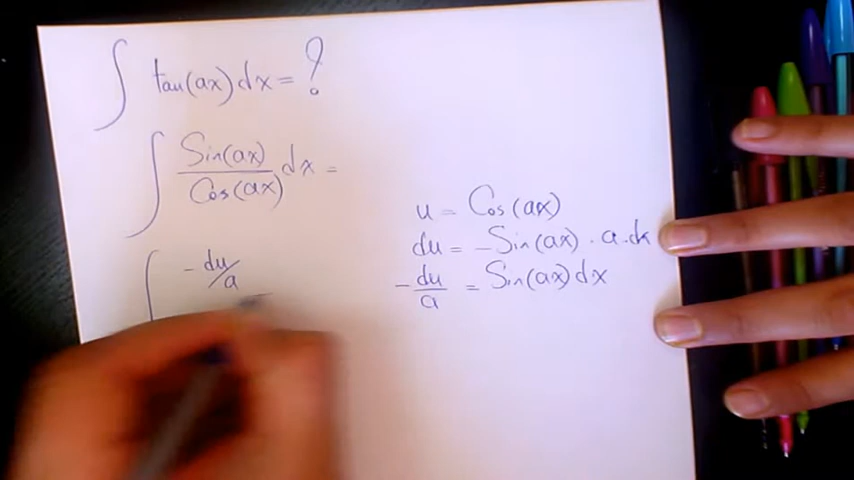 ∫ tan(ax) dx = ?
∫ Sin(ax)/Cos(ax) dx =
∫ -du/a
u = Cos(ax)
du = -Sin(ax) · a · dx
-du/a = Sin(ax) dx